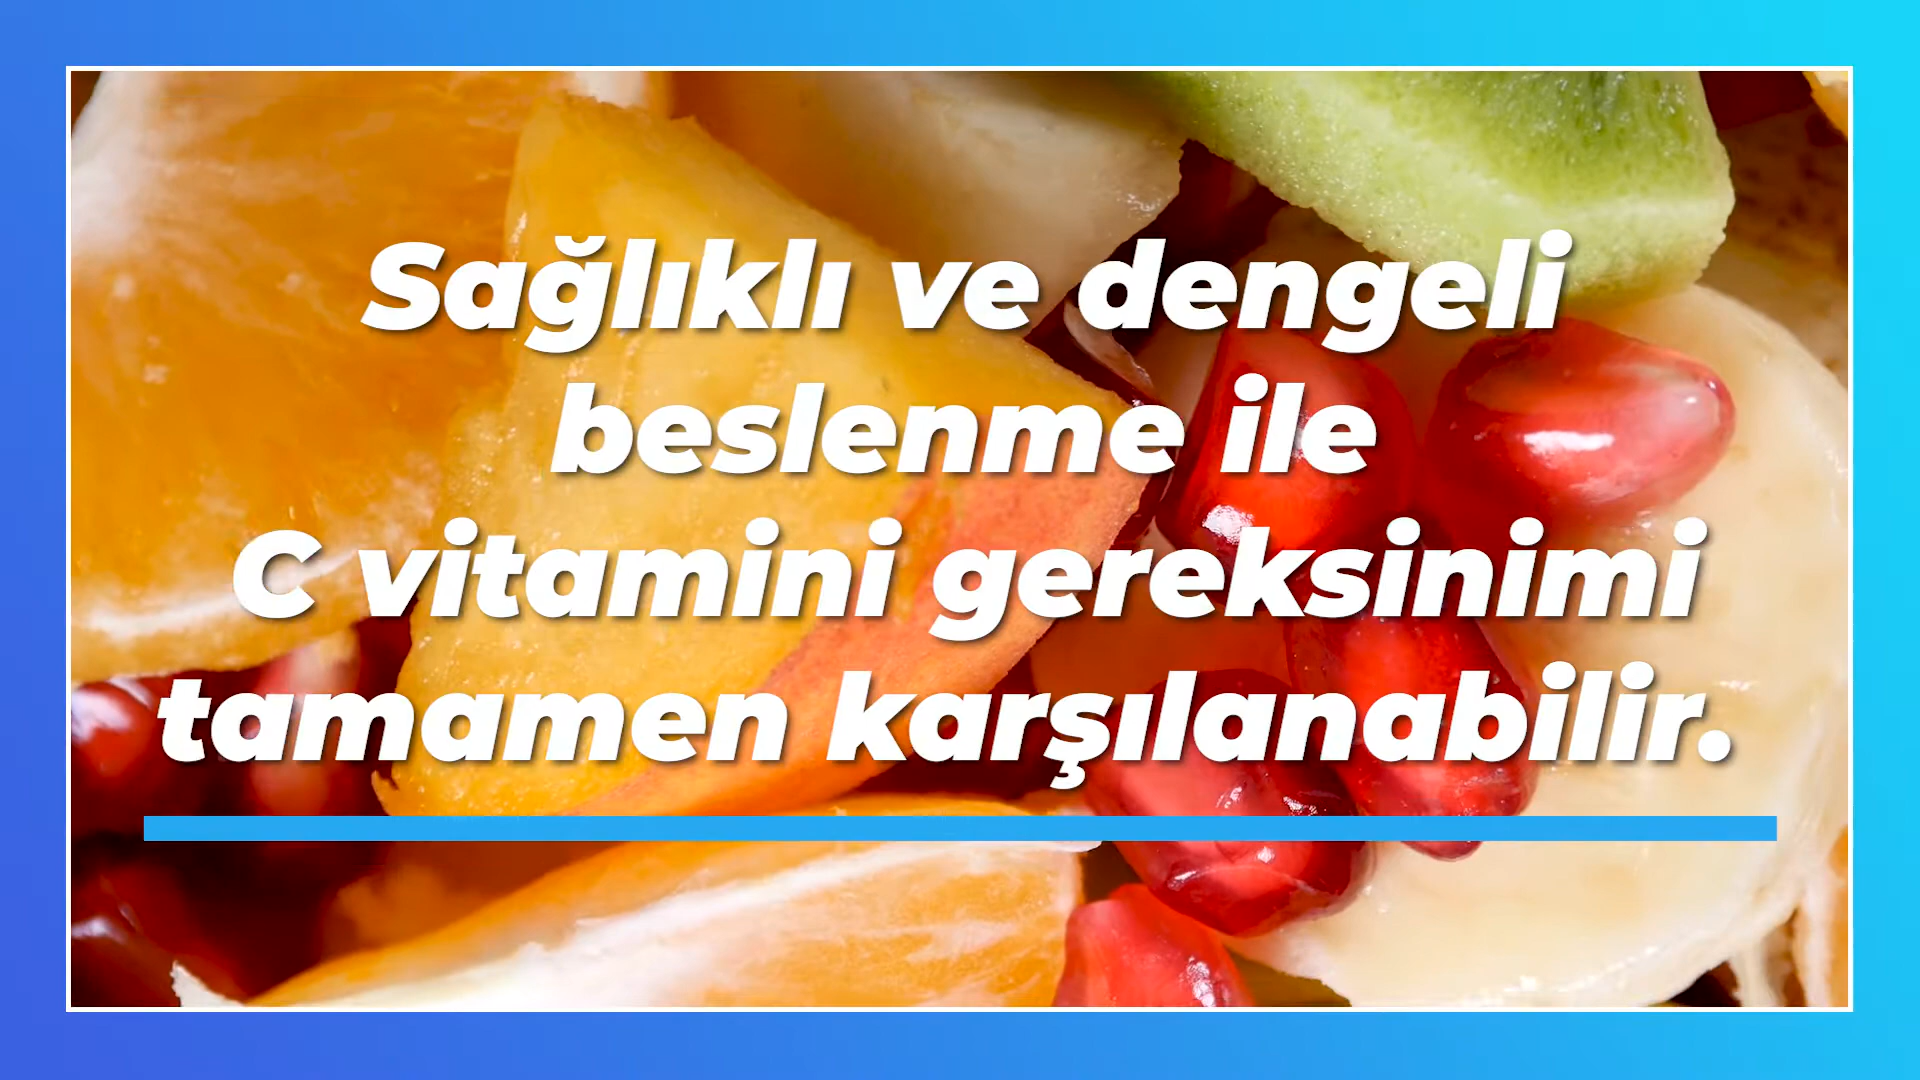 Sağlıklı ve dengeli
beslenme ile
C vitamini gereksinimi
tamamen karşılanabilir.